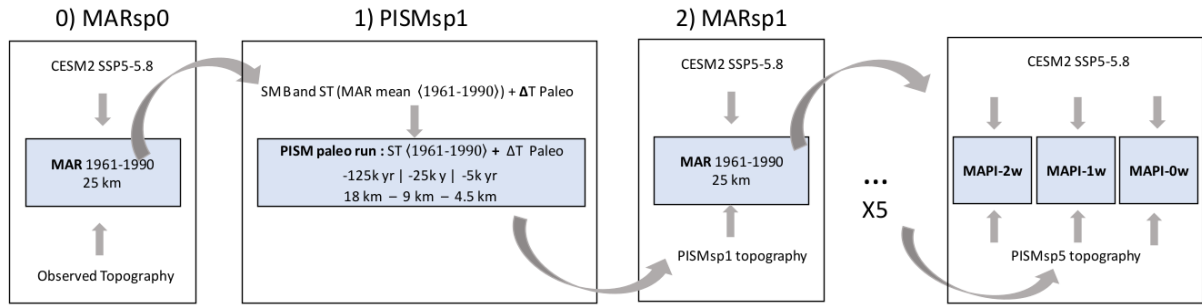 0) MARsp0
CESM2 SSP5-5.8
MAR 1961-1990
25 km
Observed Topography
1) PISMsp1
SMB and ST (MAR mean ⟨1961-1990⟩) + ΔT Paleo
PISM paleo run : ST ⟨1961-1990⟩ + ΔT Paleo
-125k yr | -25k y | -5k yr
18 km – 9 km – 4.5 km
2) MARsp1
CESM2 SSP5-5.8
MAR 1961-1990
25 km
PISMsp1 topography
...
X5
CESM2 SSP5-5.8
MAPI-2w
MAPI-1w
MAPI-0w
PISMsp5 topography